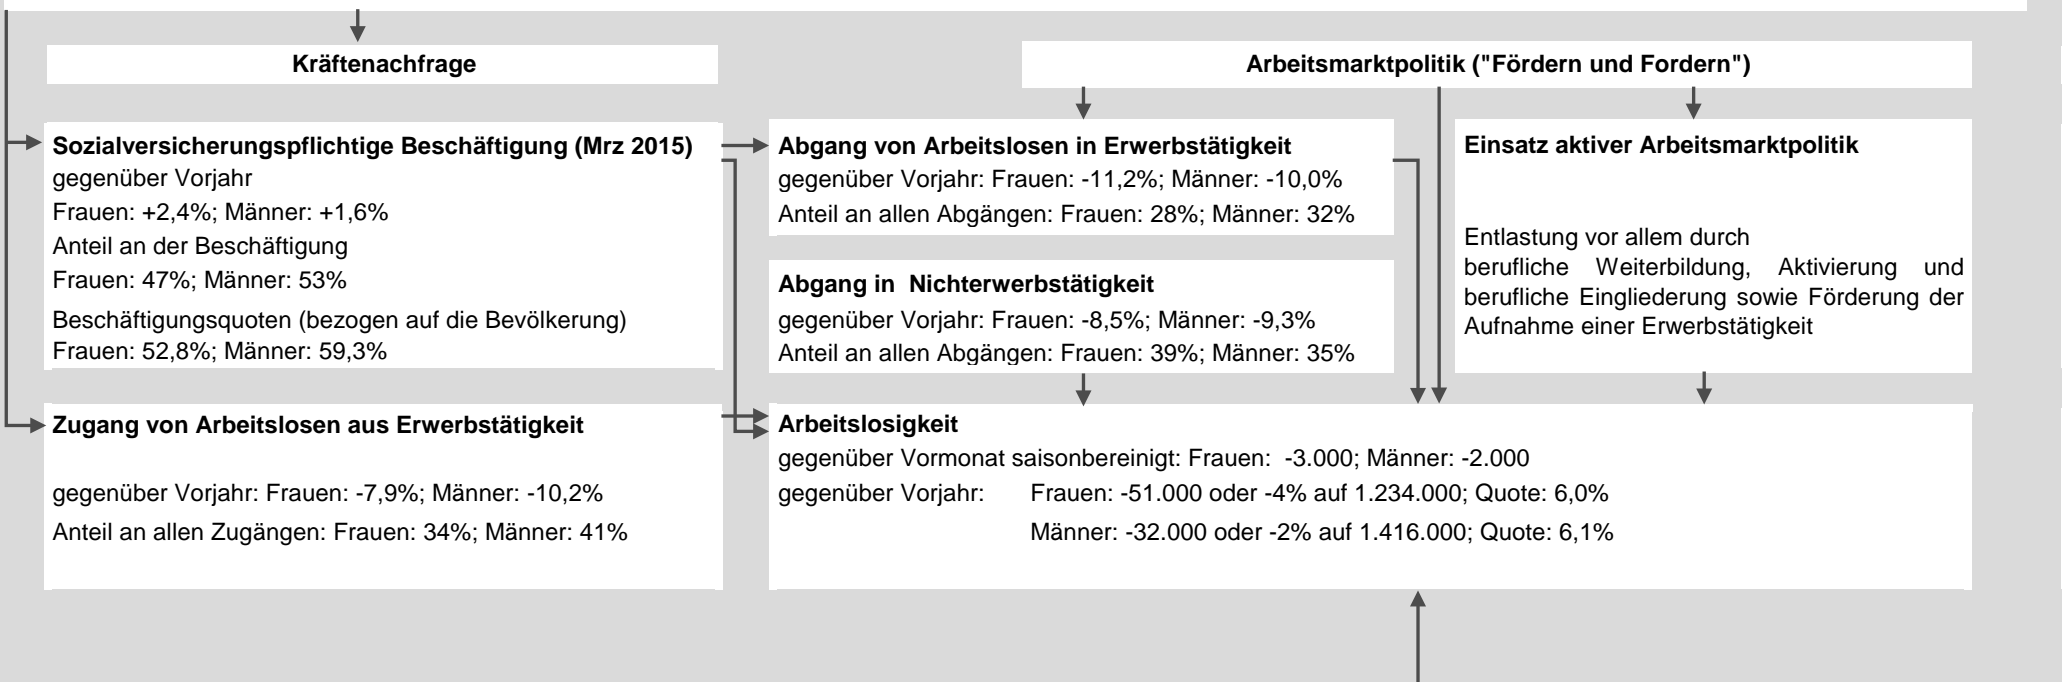 Kräftenachfrage
Arbeitsmarktpolitik ("Fördern und Fordern")
Sozialversicherungspflichtige Beschäftigung (Mrz 2015)
gegenüber Vorjahr
Frauen: +2,4%; Männer: +1,6%
Anteil an der Beschäftigung
Frauen: 47%; Männer: 53%
Beschäftigungsquoten (bezogen auf die Bevölkerung)
Frauen: 52,8%; Männer: 59,3%
Abgang von Arbeitslosen in Erwerbstätigkeit
gegenüber Vorjahr: Frauen: -11,2%; Männer: -10,0%
Anteil an allen Abgängen: Frauen: 28%; Männer: 32%
Abgang in Nichterwerbstätigkeit
gegenüber Vorjahr: Frauen: -8,5%; Männer: -9,3%
Anteil an allen Abgängen: Frauen: 39%; Männer: 35%
Einsatz aktiver Arbeitsmarktpolitik
Entlastung vor allem durch
berufliche Weiterbildung, Aktivierung und
berufliche Eingliederung sowie Förderung der
Aufnahme einer Erwerbstätigkeit
Zugang von Arbeitslosen aus Erwerbstätigkeit
gegenüber Vorjahr: Frauen: -7,9%; Männer: -10,2%
Anteil an allen Zugängen: Frauen: 34%; Männer: 41%
Arbeitslosigkeit
gegenüber Vormonat saisonbereinigt: Frauen: -3.000; Männer: -2.000
gegenüber Vorjahr: Frauen: -51.000 oder -4% auf 1.234.000; Quote: 6,0%
Männer: -32.000 oder -2% auf 1.416.000; Quote: 6,1%